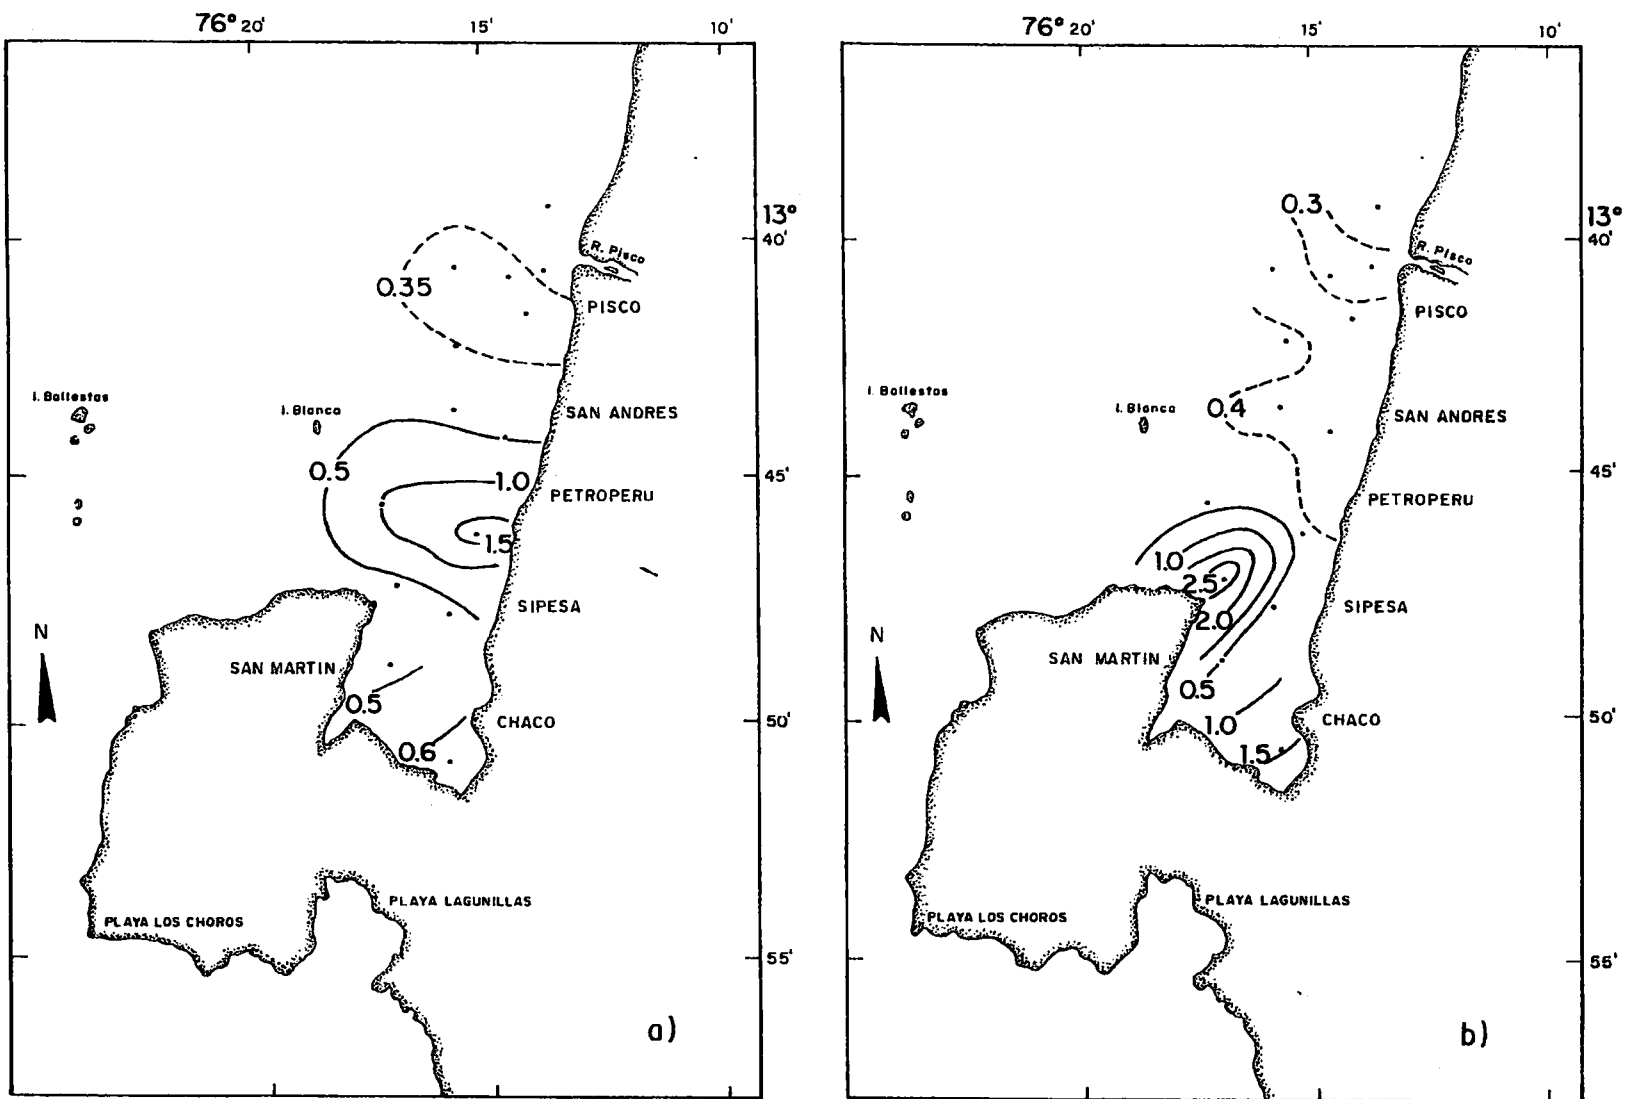 76° 20' 15' 10'
13°
40'
R. Pisco
0.35
PISCO
I. Ballestas
I. Blanca
SAN ANDRES
0.5
1.0
45'
PETROPERU
1.5
SIPESA
N
SAN MARTIN
0.5
CHACO
50'
0.6
PLAYA LAGUNILLAS
PLAYA LOS CHOROS
55'
a)
76° 20' 15' 10'
0.3
13°
40'
R. Pisco
PISCO
I. Ballestas
I. Blanca
0.4
SAN ANDRES
45'
PETROPERU
1.0
2.5
SIPESA
2.0
N
SAN MARTIN
0.5
1.0
CHACO
50'
1.5
PLAYA LAGUNILLAS
PLAYA LOS CHOROS
55'
b)